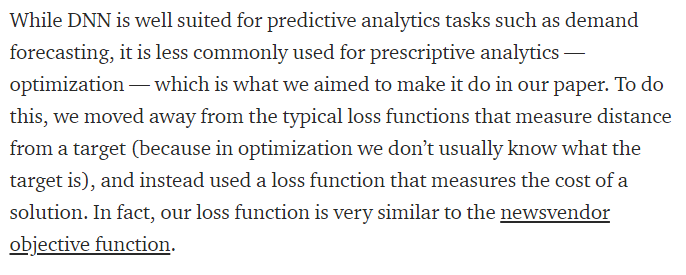 While DNN is well suited for predictive analytics tasks such as demand
forecasting, it is less commonly used for prescriptive analytics —
optimization — which is what we aimed to make it do in our paper. To do
this, we moved away from the typical loss functions that measure distance
from a target (because in optimization we don’t usually know what the
target is), and instead used a loss function that measures the cost of a
solution. In fact, our loss function is very similar to the newsvendor
objective function.